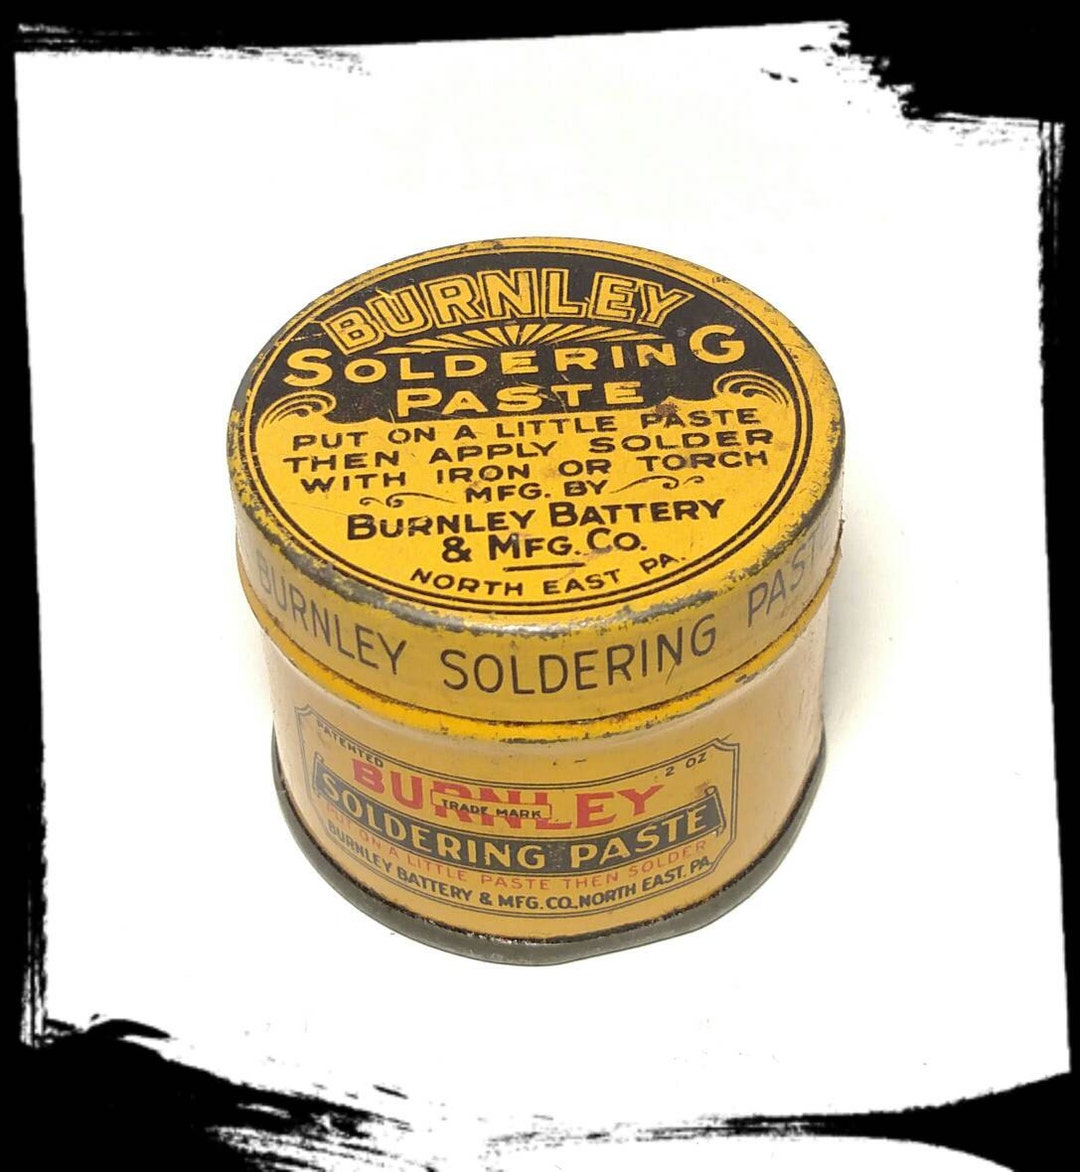 BURNLEY
SOLDERING
PASTE
PUT ON A LITTLE PASTE
THEN APPLY SOLDER
WITH IRON OR TORCH
MFG. BY
BURNLEY BATTERY
& MFG. CO.
NORTH EAST PA.
BURNLEY SOLDERING PAST
PATENTED
2 OZ
BURNLEY
TRADE MARK
SOLDERING PASTE
PUT ON A LITTLE PASTE THEN SOLDER
BURNLEY BATTERY & MFG. CO. NORTH EAST, PA.